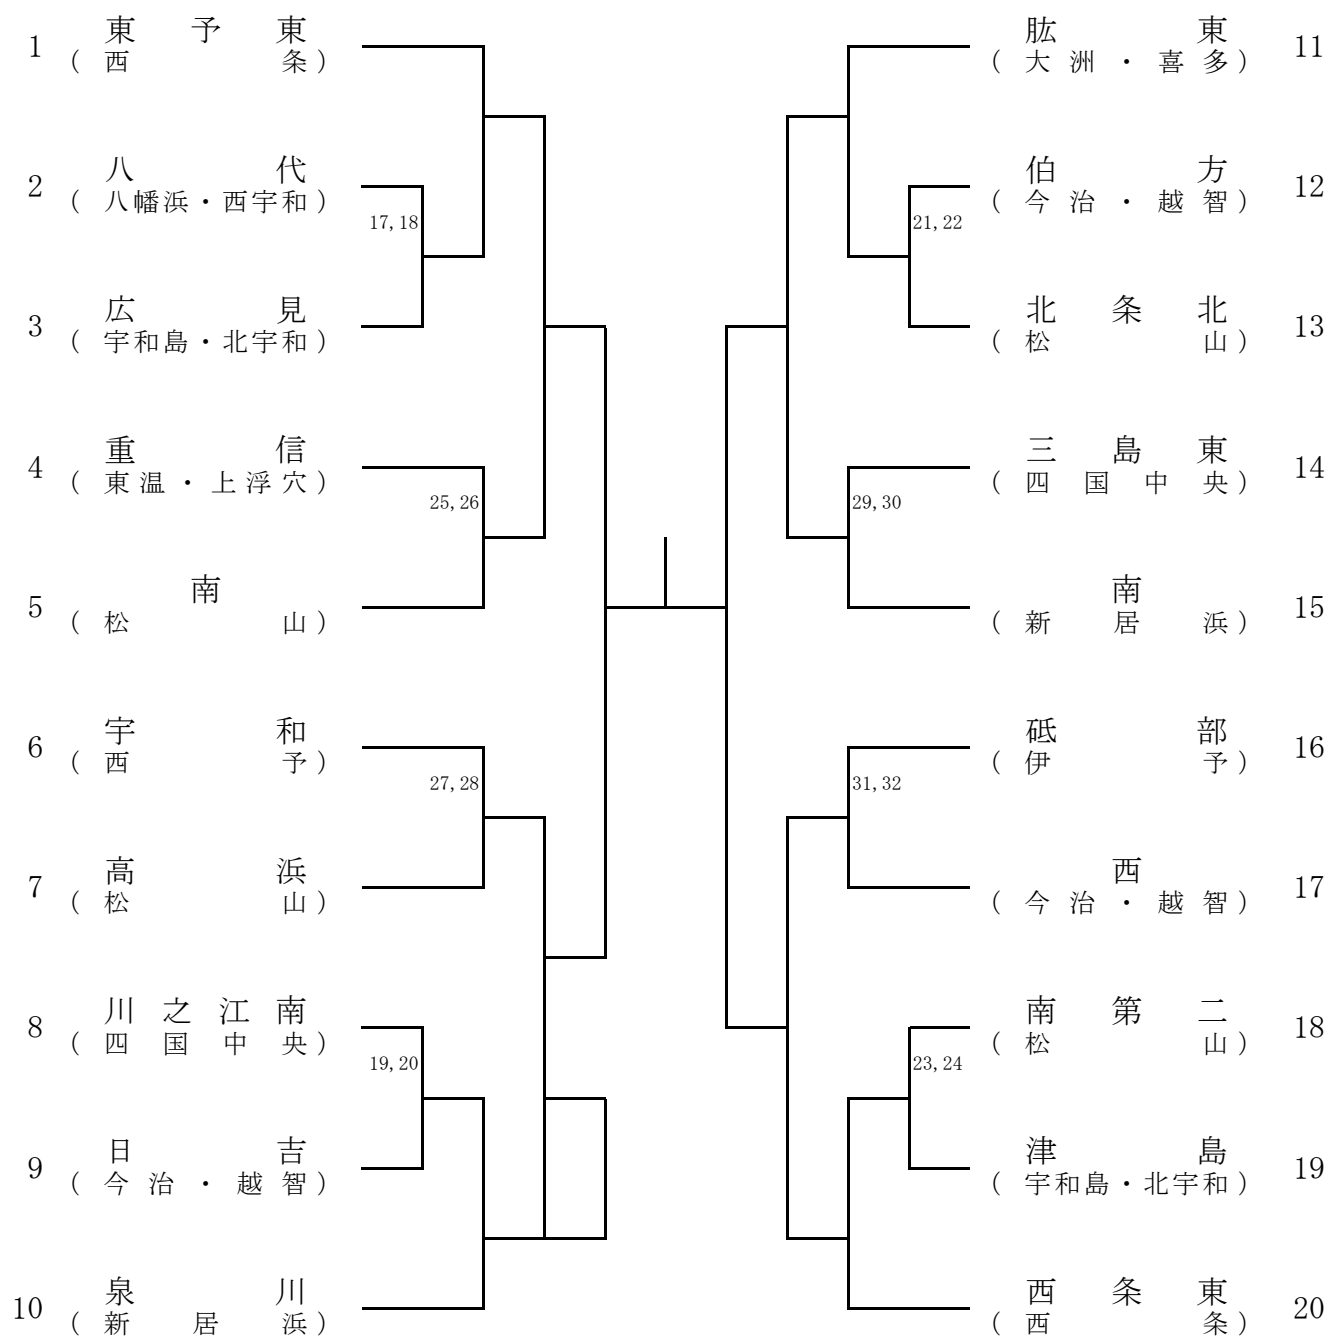 1 東予東
(西条)
2 八代
(八幡浜・西宇和)
17,18
3 広見
(宇和島・北宇和)
4 重信
(東温・上浮穴)
25,26
5 南
(松山)
6 宇和
(西予)
27,28
7 高浜
(松山)
8 川之江南
(四国中央)
19,20
9 日吉
(今治・越智)
10 泉川
(新居浜)
肱東 11
(大洲・喜多)
伯方 12
(今治・越智)
21,22
北条北 13
(松山)
三島東 14
(四国中央)
29,30
南 15
(新居浜)
砥部 16
(伊予)
31,32
西 17
(今治・越智)
南第二 18
(松山)
23,24
津島 19
(宇和島・北宇和)
西条東 20
(西条)